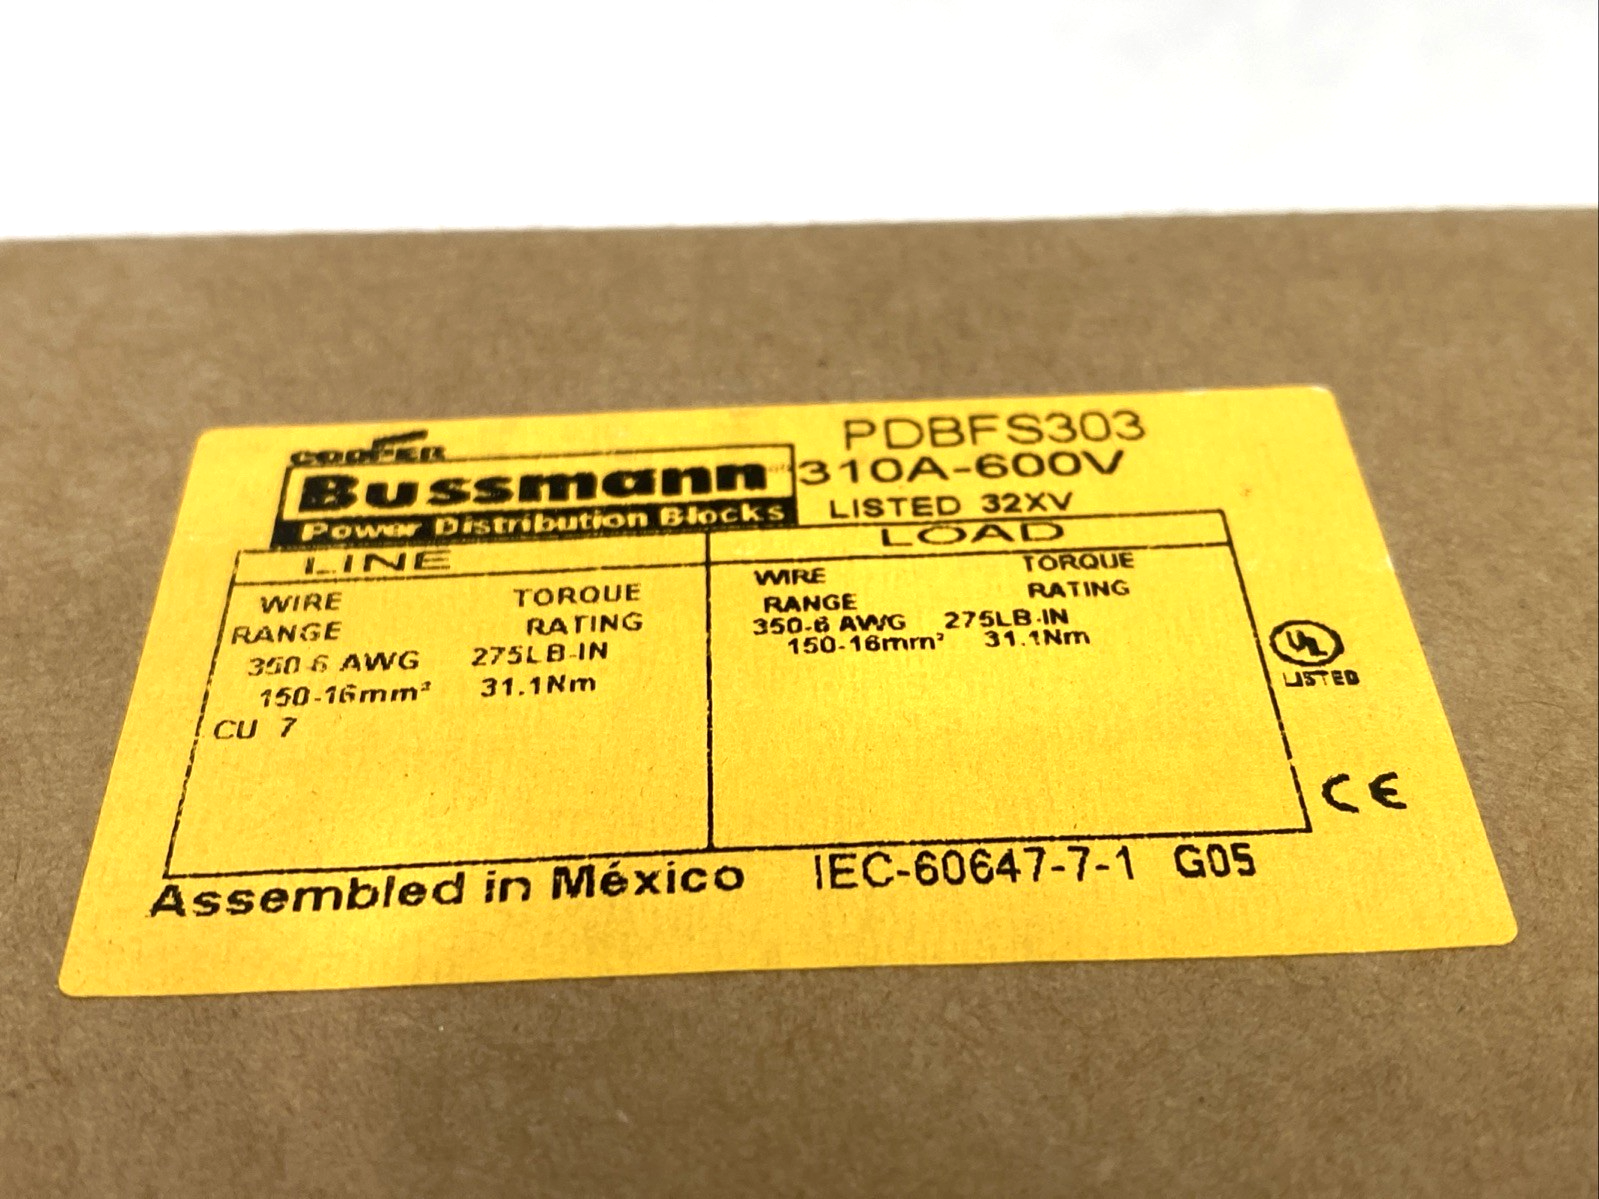 COOPER
Bussmann
Power Distribution Blocks
PDBFS303
310A-600V
LISTED 32XV
LINE
WIRE RANGE TORQUE RATING
350-6 AWG 275LB-IN
150-16mm² 31.1Nm
CU 7
LOAD
WIRE RANGE TORQUE RATING
350-6 AWG 275LB-IN
150-16mm² 31.1Nm
UL
LISTED
CE
Assembled in México IEC-60647-7-1 G05